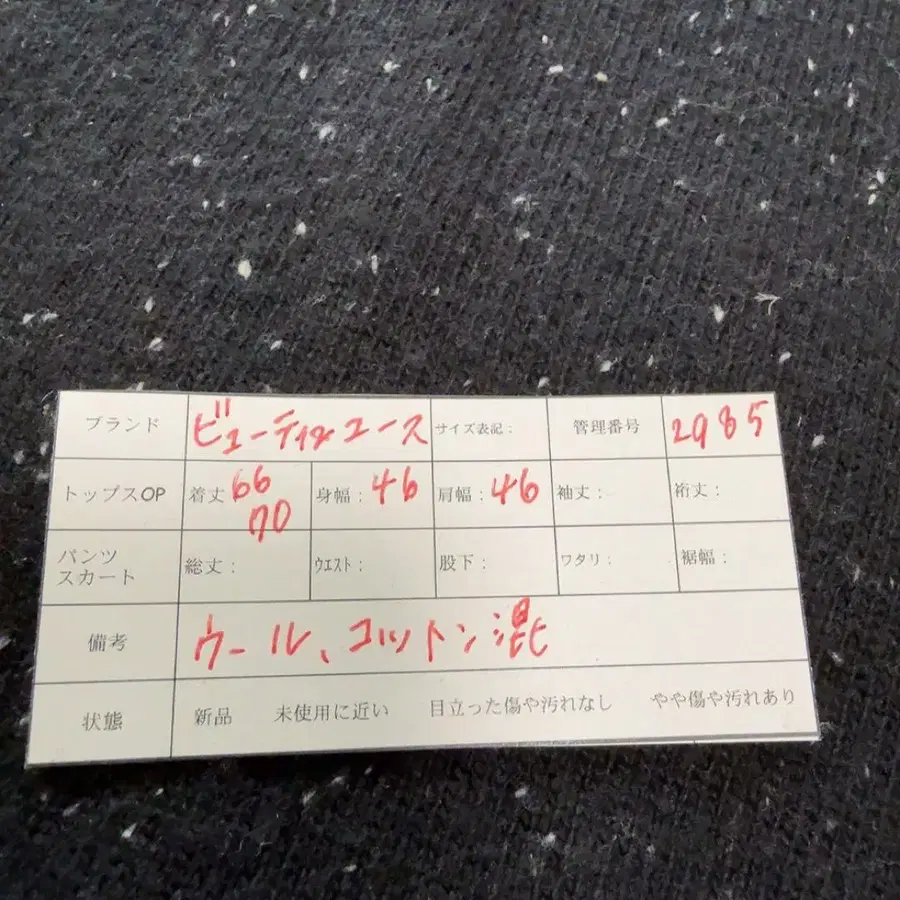 ブランド ビューティユース サイズ表記： 管理番号 2985
トップスOP 着丈 66 70 身幅：46 肩幅：46 袖丈： 裄丈：
パンツ スカート 総丈： ウエスト： 股下： ワタリ： 裾幅：
備考 ウール、コットン混
状態 新品 未使用に近い 目立った傷や汚れなし やや傷や汚れあり